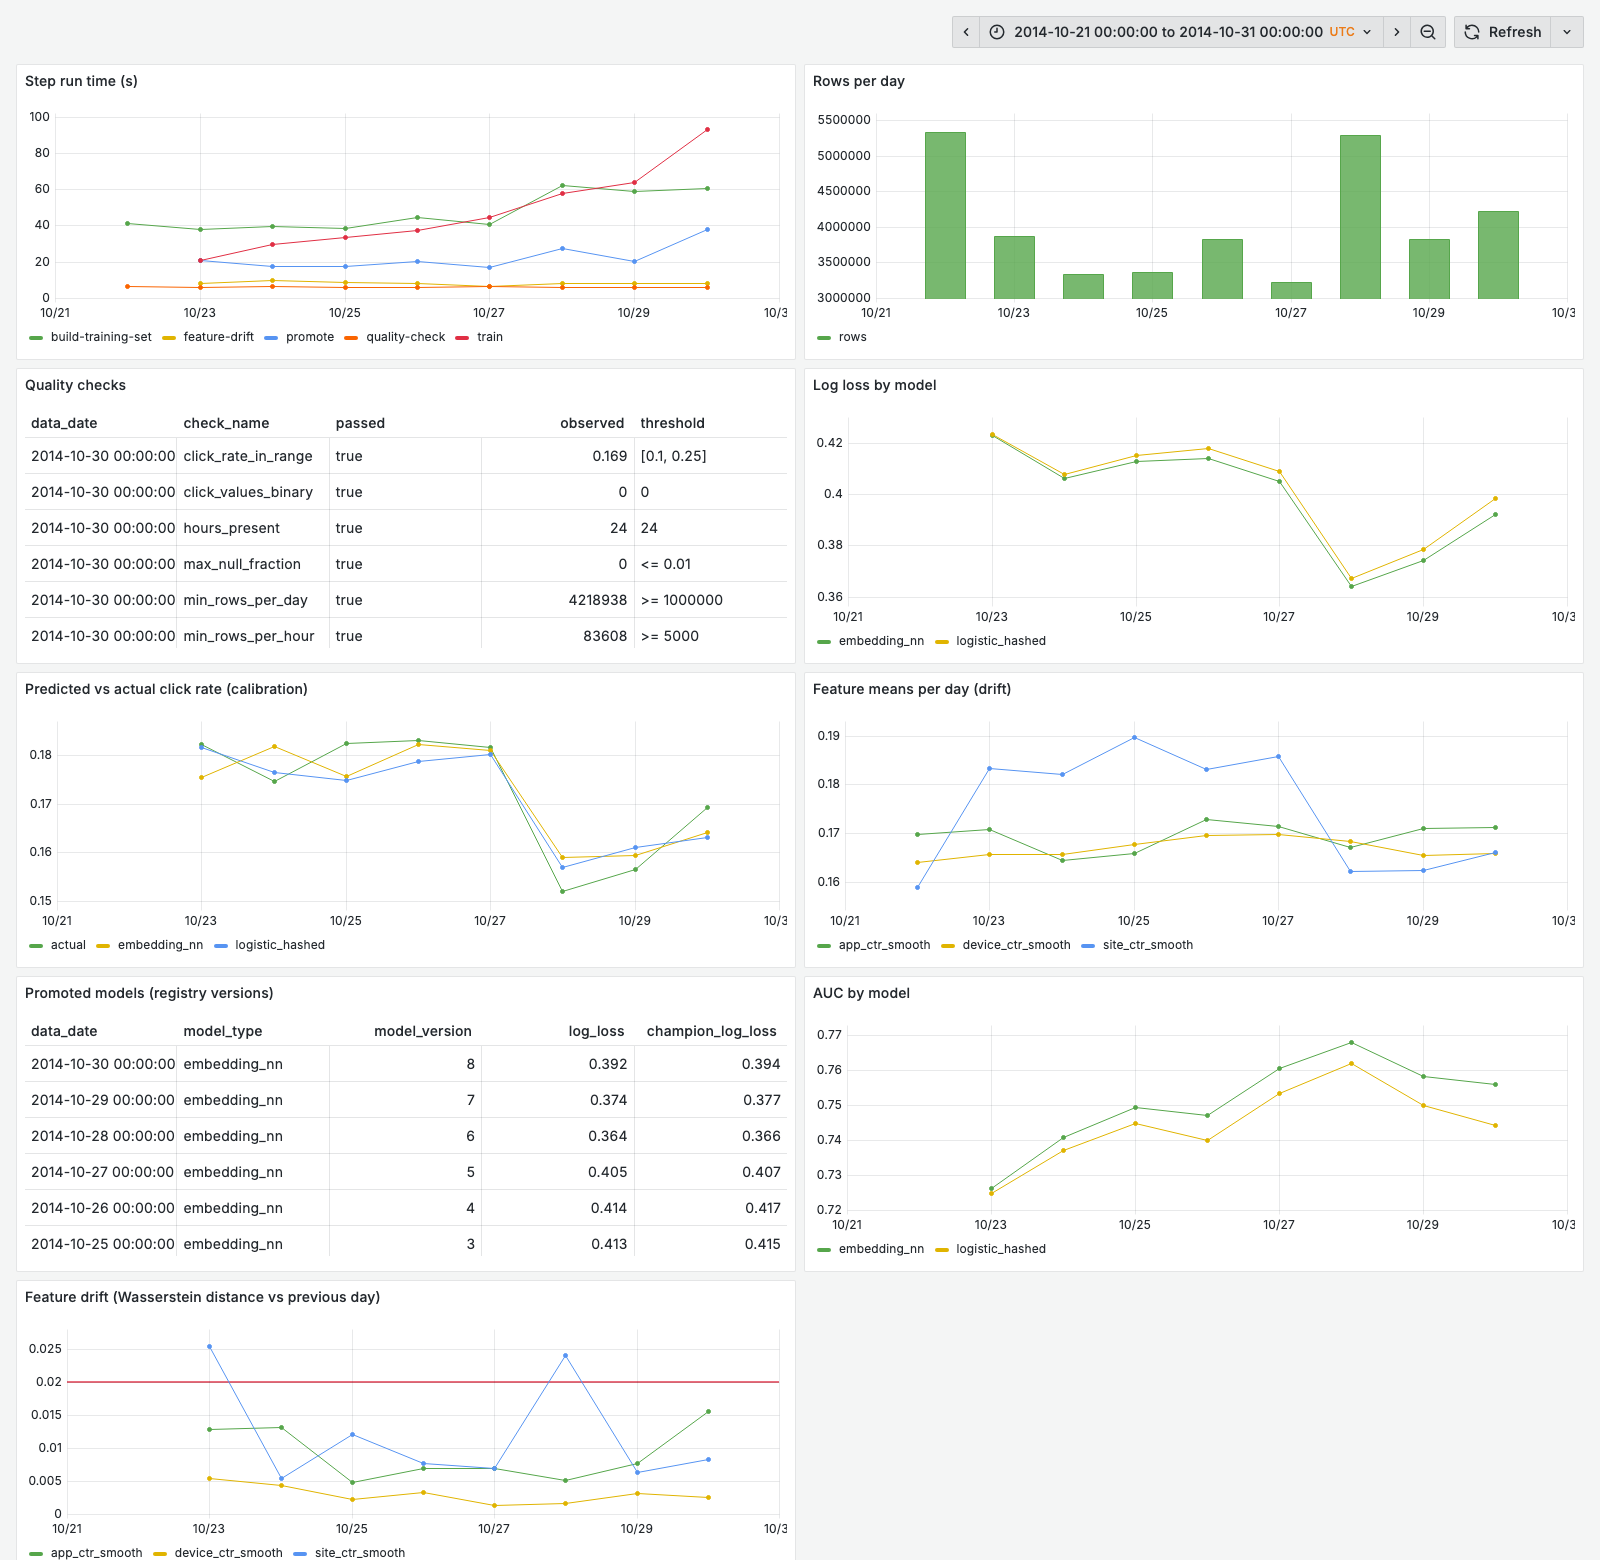 2014-10-21 00:00:00 to 2014-10-31 00:00:00 UTC
Refresh
Step run time (s)
100
80
60
40
20
0
10/21 10/23 10/25 10/27 10/29 10/3
build-training-set feature-drift promote quality-check train
Rows per day
5500000
5000000
4500000
4000000
3500000
3000000
10/21 10/23 10/25 10/27 10/29 10/3
rows
Quality checks
data_date check_name passed observed threshold
2014-10-30 00:00:00 click_rate_in_range true 0.169 [0.1, 0.25]
2014-10-30 00:00:00 click_values_binary true 0 0
2014-10-30 00:00:00 hours_present true 24 24
2014-10-30 00:00:00 max_null_fraction true 0 <= 0.01
2014-10-30 00:00:00 min_rows_per_day true 4218938 >= 1000000
2014-10-30 00:00:00 min_rows_per_hour true 83608 >= 5000
Log loss by model
0.42
0.4
0.38
0.36
10/21 10/23 10/25 10/27 10/29 10/3
embedding_nn logistic_hashed
Predicted vs actual click rate (calibration)
0.18
0.17
0.16
0.15
10/21 10/23 10/25 10/27 10/29 10/3
actual embedding_nn logistic_hashed
Feature means per day (drift)
0.19
0.18
0.17
0.16
10/21 10/23 10/25 10/27 10/29 10/3
app_ctr_smooth device_ctr_smooth site_ctr_smooth
Promoted models (registry versions)
data_date model_type model_version log_loss champion_log_loss
2014-10-30 00:00:00 embedding_nn 8 0.392 0.394
2014-10-29 00:00:00 embedding_nn 7 0.374 0.377
2014-10-28 00:00:00 embedding_nn 6 0.364 0.366
2014-10-27 00:00:00 embedding_nn 5 0.405 0.407
2014-10-26 00:00:00 embedding_nn 4 0.414 0.417
2014-10-25 00:00:00 embedding_nn 3 0.413 0.415
AUC by model
0.77
0.76
0.75
0.74
0.73
0.72
10/21 10/23 10/25 10/27 10/29 10/3
embedding_nn logistic_hashed
Feature drift (Wasserstein distance vs previous day)
0.025
0.02
0.015
0.01
0.005
0
10/21 10/23 10/25 10/27 10/29 10/3
app_ctr_smooth device_ctr_smooth site_ctr_smooth